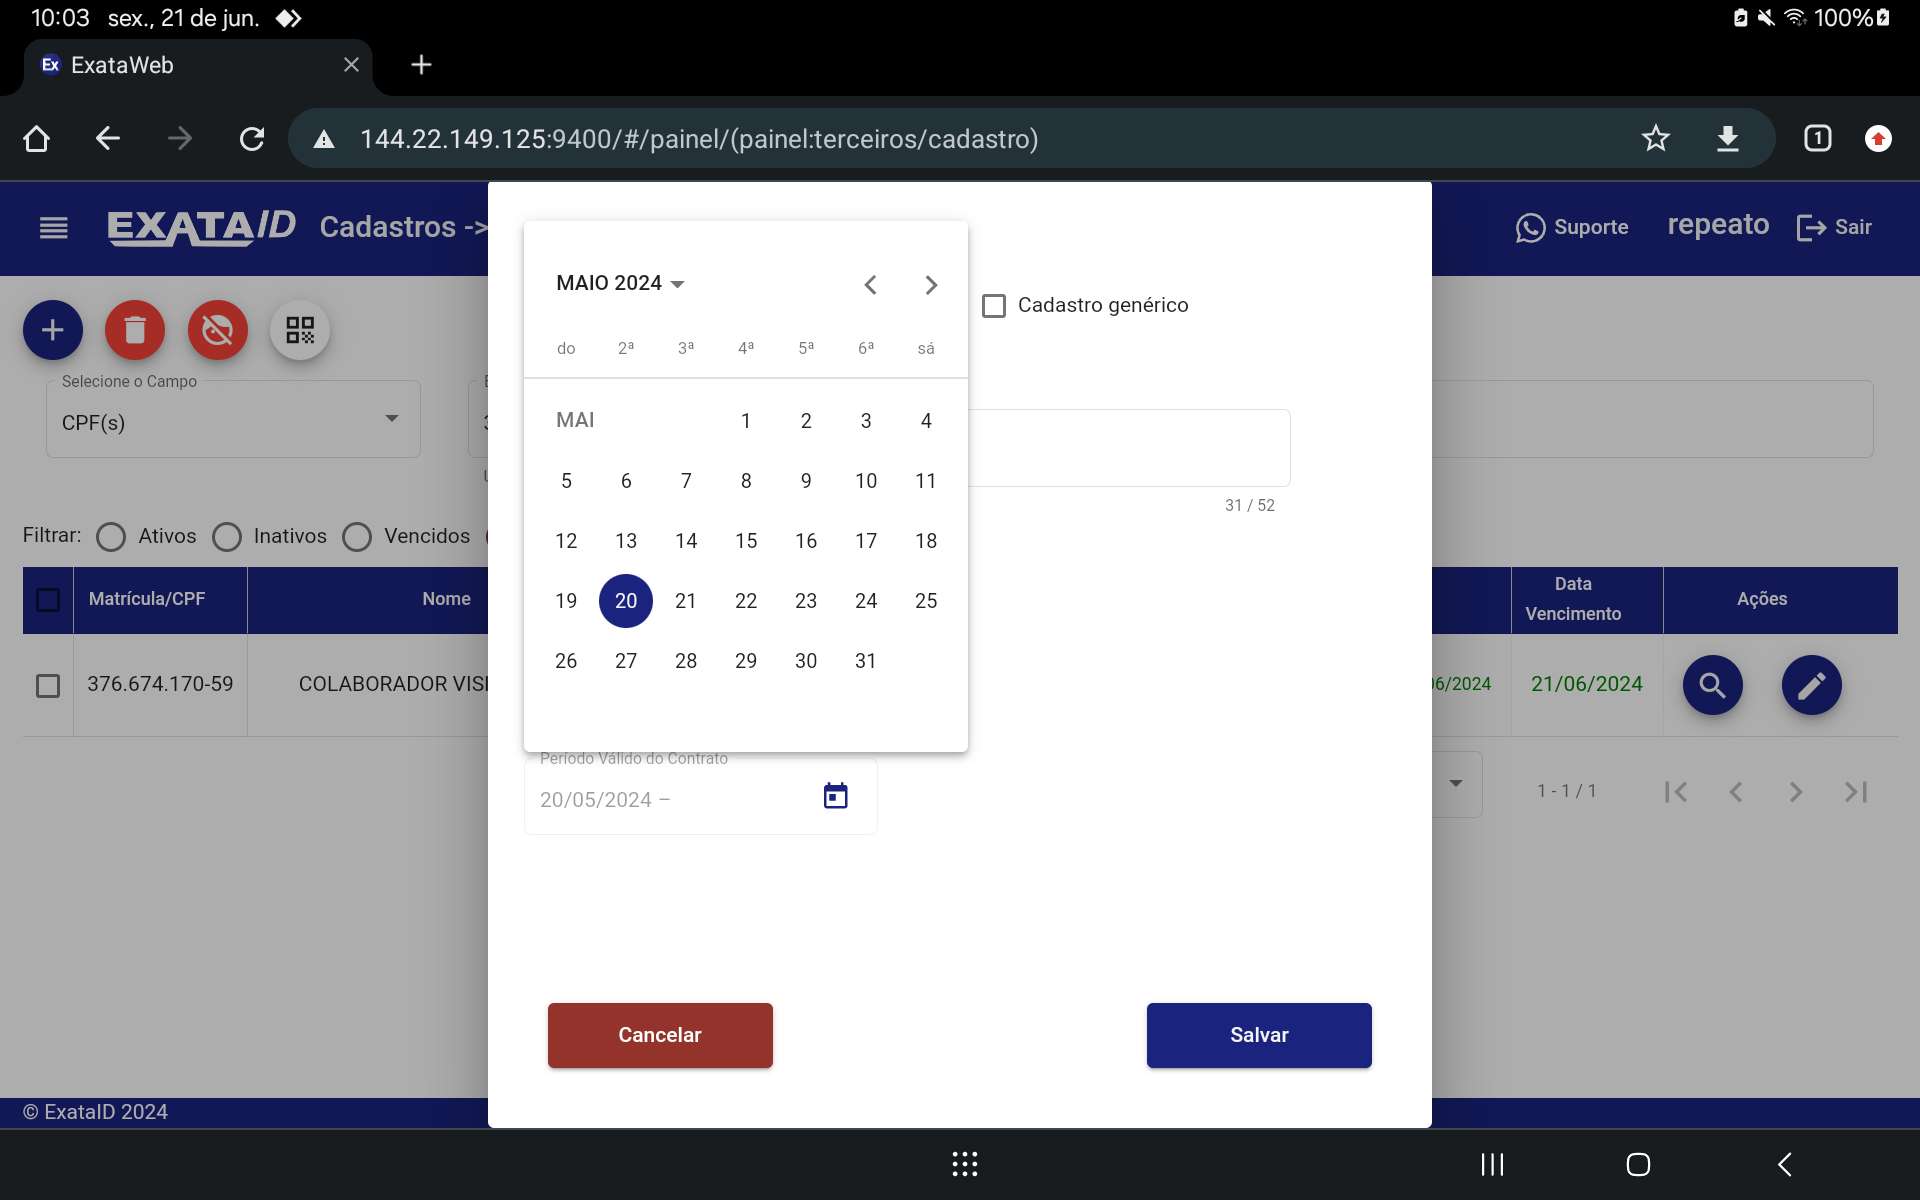 10:03 sex., 21 de jun. 100%
Ex ExataWeb
144.22.149.125:9400/#/painel/(painel:terceiros/cadastro) 1
EXATAID Cadastros -> Suporte repeato Sair
MAIO 2024
Cadastro genérico
do 2ª 3ª 4ª 5ª 6ª sá
Selecione o Campo
CPF(s)
MAI 1 2 3 4
5 6 7 8 9 10 11
31 / 52
Filtrar: Ativos Inativos Vencidos
12 13 14 15 16 17 18
19 20 21 22 23 24 25
26 27 28 29 30 31
Matrícula/CPF Nome Data Vencimento Ações
376.674.170-59 COLABORADOR VISI 06/2024 21/06/2024
Período Válido do Contrato
20/05/2024 –
1 - 1 / 1
Cancelar Salvar
© ExataID 2024